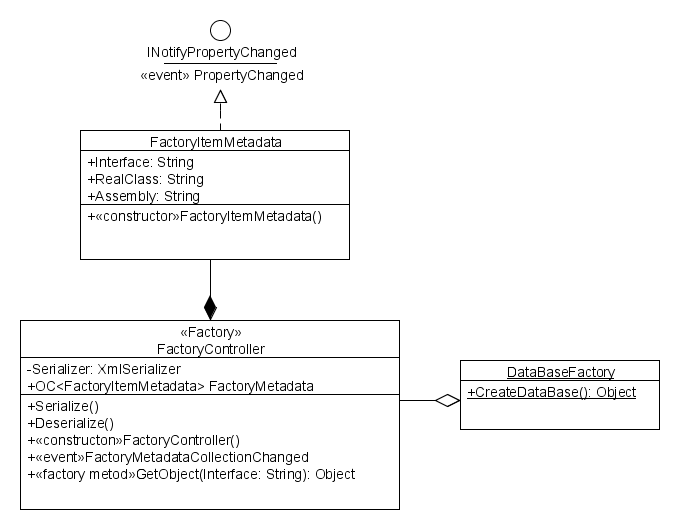 INotifyPropertyChanged
«event» PropertyChanged
FactoryItemMetadata
+Interface: String
+RealClass: String
+Assembly: String
+«constructor»FactoryItemMetadata()
«Factory»
FactoryController
-Serializer: XmlSerializer
+OC<FactoryItemMetadata> FactoryMetadata
+Serialize()
+Deserialize()
+«constructon»FactoryController()
+«event»FactoryMetadataCollectionChanged
+«factory metod»GetObject(Interface: String): Object
DataBaseFactory
+CreateDataBase(): Object